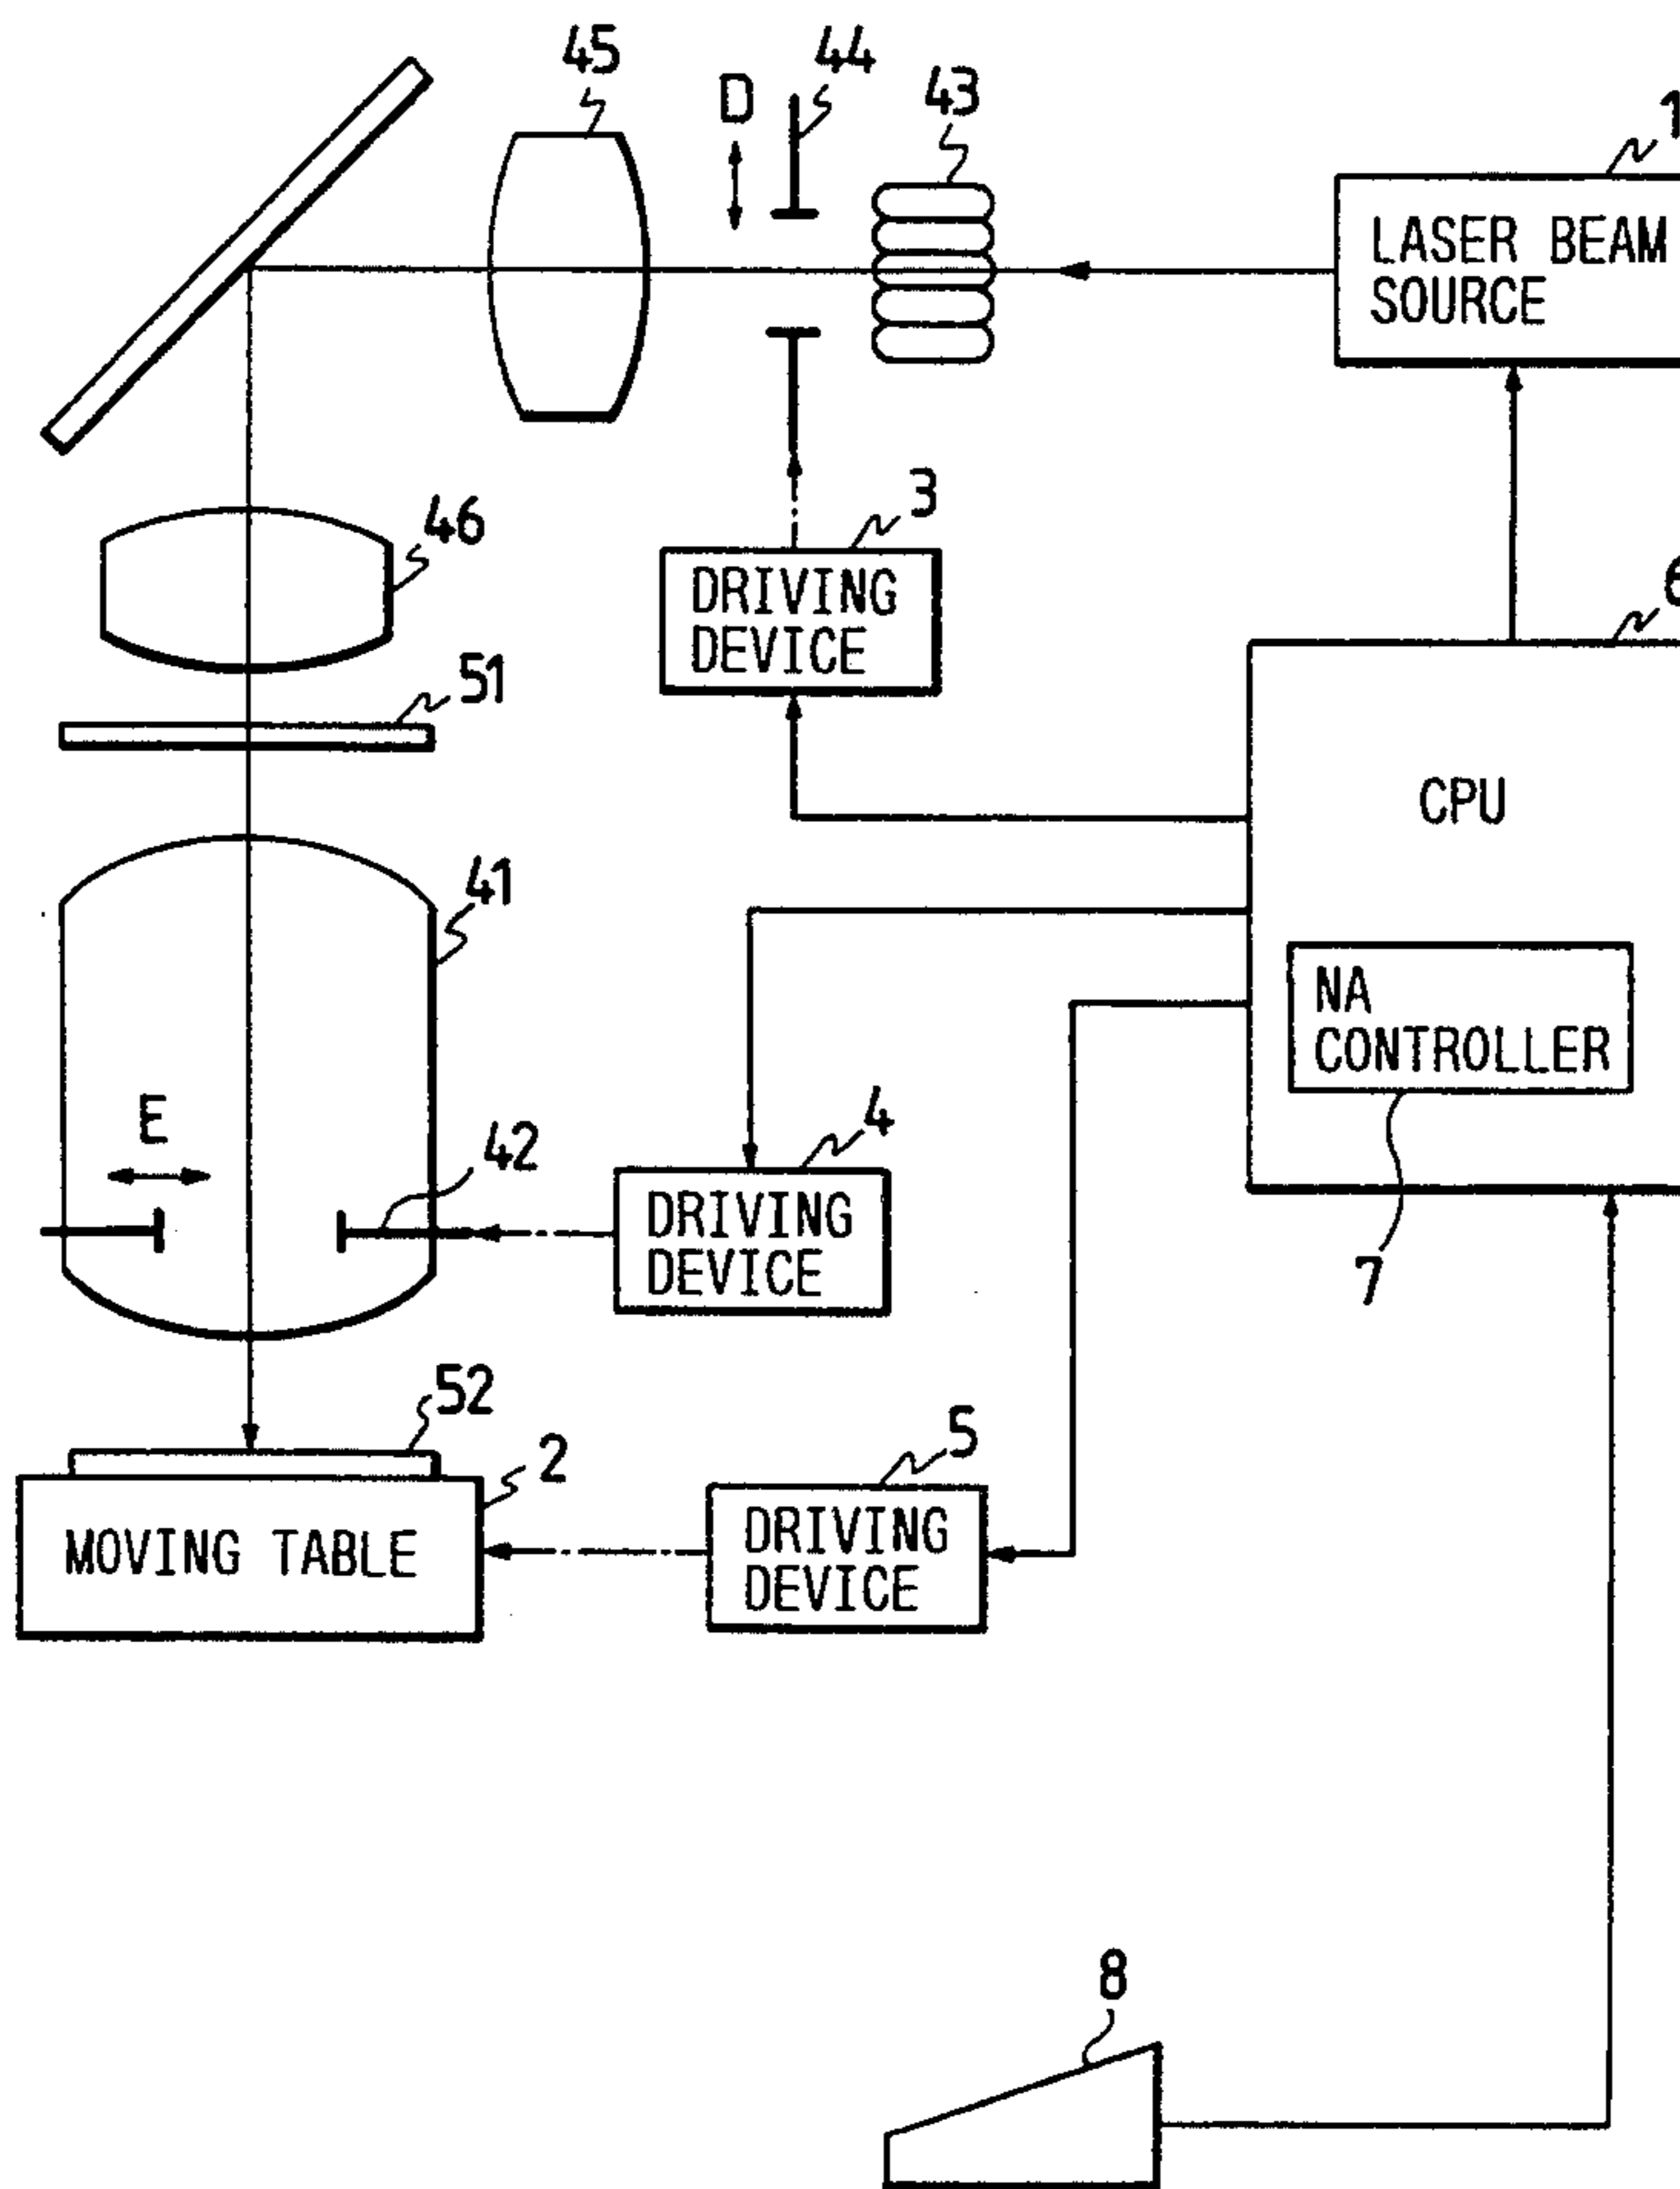 45
44
D
43
1
LASER BEAM
SOURCE
46
3
DRIVING
DEVICE
6
51
CPU
41
NA
CONTROLLER
E
42
4
DRIVING
DEVICE
7
52
2
5
MOVING TABLE
DRIVING
DEVICE
8